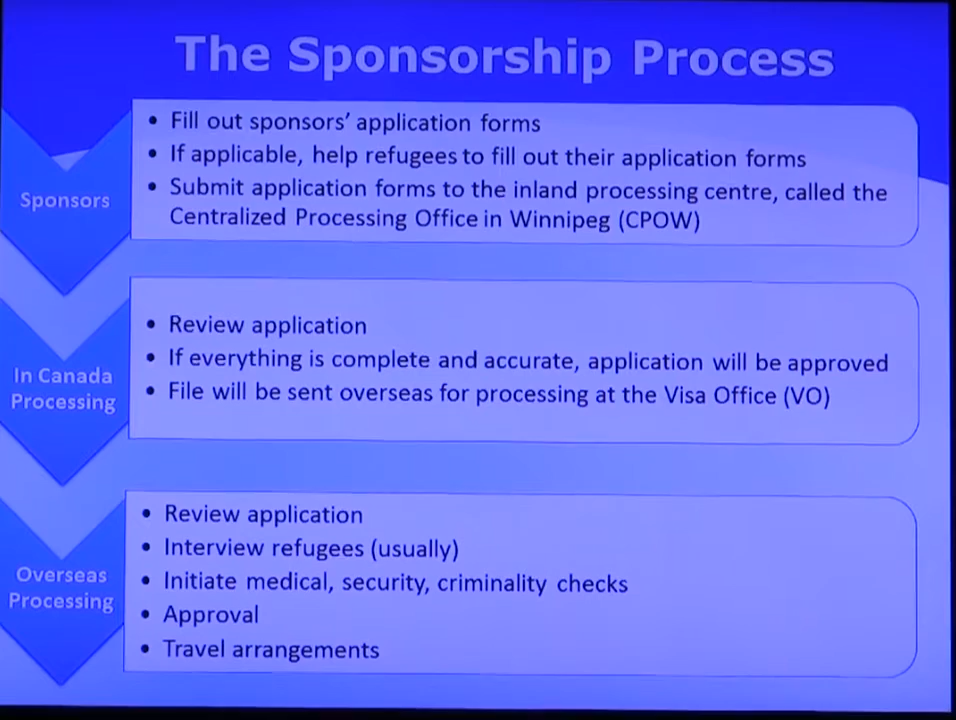 The Sponsorship Process
Sponsors
• Fill out sponsors’ application forms
• If applicable, help refugees to fill out their application forms
• Submit application forms to the inland processing centre, called the
Centralized Processing Office in Winnipeg (CPOW)
In Canada
Processing
• Review application
• If everything is complete and accurate, application will be approved
• File will be sent overseas for processing at the Visa Office (VO)
Overseas
Processing
• Review application
• Interview refugees (usually)
• Initiate medical, security, criminality checks
• Approval
• Travel arrangements